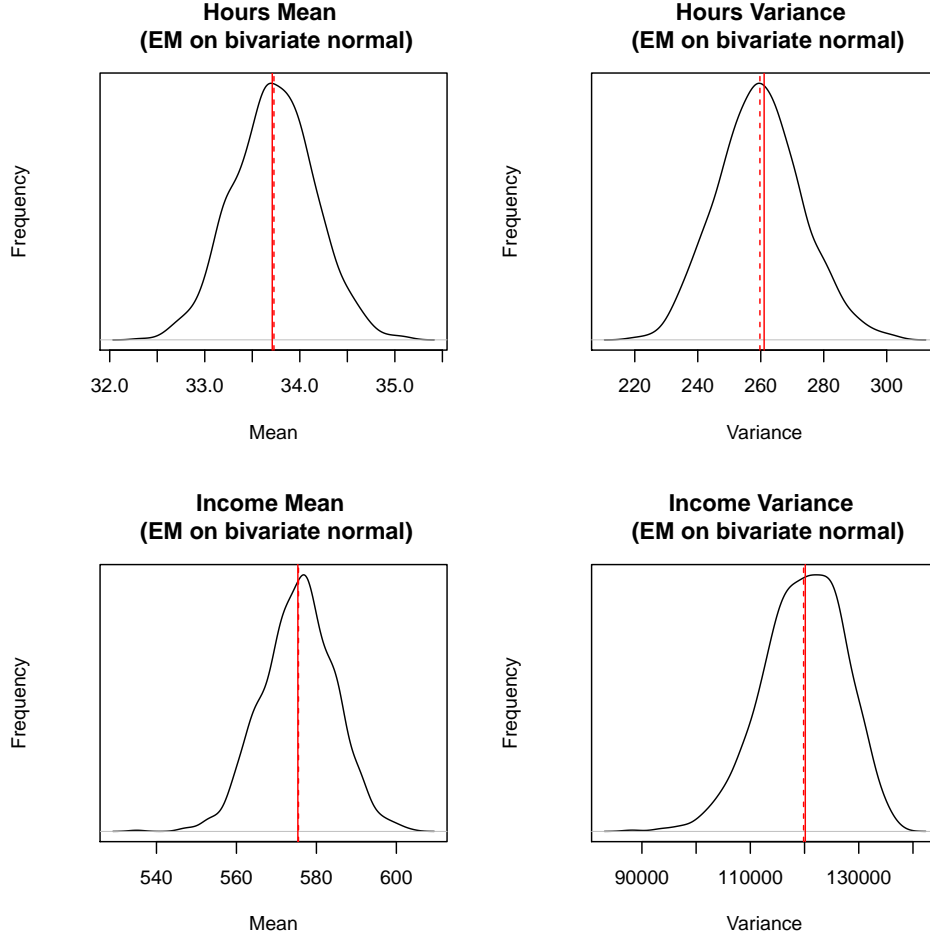 Hours Mean
(EM on bivariate normal)
Frequency
32.0 33.0 34.0 35.0
Mean
Hours Variance
(EM on bivariate normal)
Frequency
220 240 260 280 300
Variance
Income Mean
(EM on bivariate normal)
Frequency
540 560 580 600
Mean
Income Variance
(EM on bivariate normal)
Frequency
90000 110000 130000
Variance